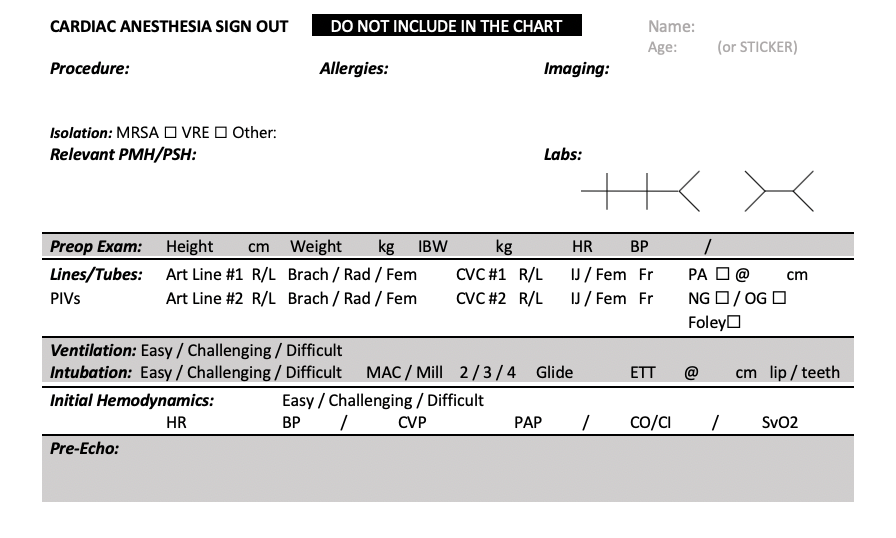 CARDIAC ANESTHESIA SIGN OUT DO NOT INCLUDE IN THE CHART Name:
Age: (or STICKER)
Procedure: Allergies: Imaging:
Isolation: MRSA ☐ VRE ☐ Other:
Relevant PMH/PSH: Labs:
Preop Exam: Height cm Weight kg IBW kg HR BP /
Lines/Tubes: Art Line #1 R/L Brach / Rad / Fem CVC #1 R/L IJ / Fem Fr PA ☐ @ cm
PIVs Art Line #2 R/L Brach / Rad / Fem CVC #2 R/L IJ / Fem Fr NG ☐ / OG ☐
Foley☐
Ventilation: Easy / Challenging / Difficult
Intubation: Easy / Challenging / Difficult MAC / Mill 2 / 3 / 4 Glide ETT @ cm lip / teeth
Initial Hemodynamics: Easy / Challenging / Difficult
HR BP / CVP PAP / CO/CI / SvO2
Pre-Echo: